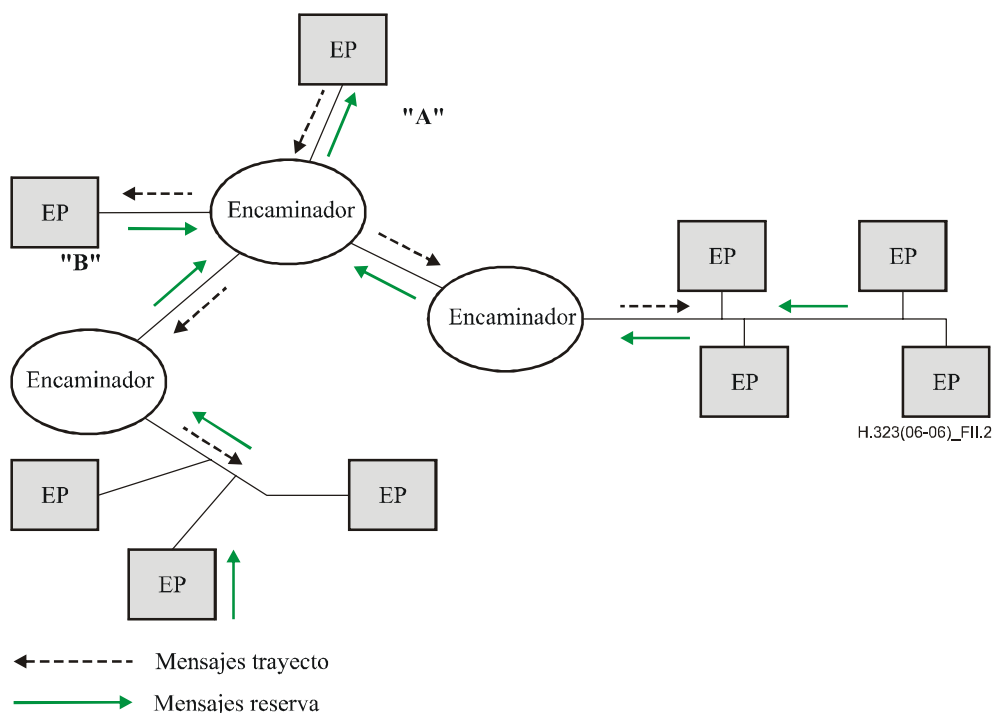 EP
"A"
EP
Encaminador
"B"
EP
EP
Encaminador
EP
EP
Encaminador
H.323(06-06)_FII.2
EP
EP
EP
Mensajes trayecto
Mensajes reserva